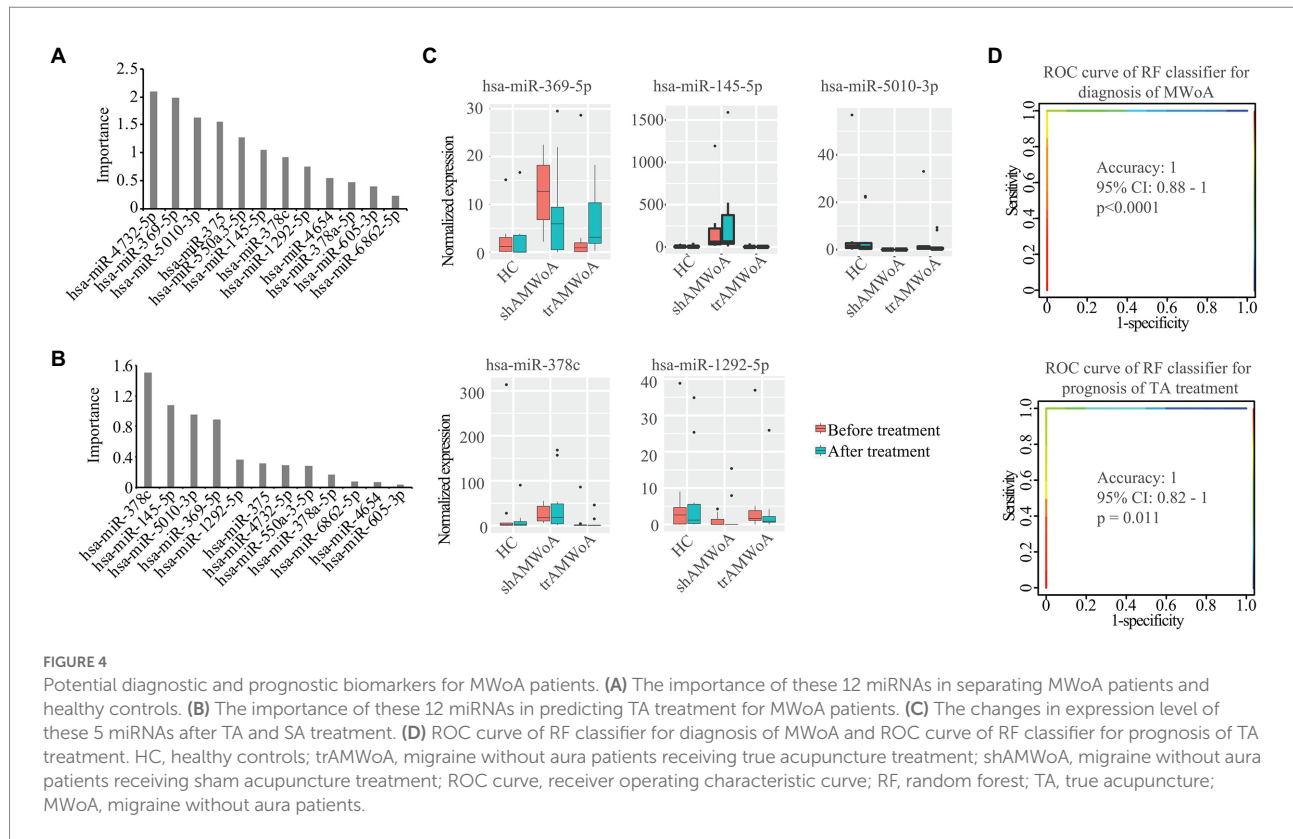 A
2.5
2
1.5
1
0.5
0
Importance
hsa-miR-4732-5p
hsa-miR-369-5p
hsa-miR-5010-3p
hsa-miR-375
hsa-miR-550a-3-5p
hsa-miR-145-5p
hsa-miR-378c
hsa-miR-1292-5p
hsa-miR-4654
hsa-miR-378a-5p
hsa-miR-605-3p
hsa-miR-6862-5p
B
1.6
1.2
0.8
0.4
0
Importance
hsa-miR-378c
hsa-miR-145-5p
hsa-miR-5010-3p
hsa-miR-369-5p
hsa-miR-1292-5p
hsa-miR-375
hsa-miR-4732-5p
hsa-miR-550a-3-5p
hsa-miR-378a-5p
hsa-miR-6862-5p
hsa-miR-4654
hsa-miR-605-3p
C
hsa-miR-369-5p
30
20
10
0
Normalized expression
HC
shAMWoA
trAMWoA
hsa-miR-145-5p
1500
1000
500
0
HC
shAMWoA
trAMWoA
hsa-miR-5010-3p
60
40
20
0
HC
shAMWoA
trAMWoA
hsa-miR-378c
300
200
100
0
Normalized expression
HC
shAMWoA
trAMWoA
hsa-miR-1292-5p
40
30
20
10
0
HC
shAMWoA
trAMWoA
Before treatment
After treatment
D
ROC curve of RF classifier for
diagnosis of MWoA
Sensitivity
0 0.2 0.4 0.6 0.8 1.0
Accuracy: 1
95% CI: 0.88 - 1
p<0.0001
0 0.2 0.4 0.6 0.8 1.0
1-specificity
ROC curve of RF classifier for
prognosis of TA treatment
Sensitivity
0 0.2 0.4 0.6 0.8 1.0
Accuracy: 1
95% CI: 0.82 - 1
p = 0.011
0 0.2 0.4 0.6 0.8 1.0
1-specificity
FIGURE 4
Potential diagnostic and prognostic biomarkers for MWoA patients. (A) The importance of these 12 miRNAs in separating MWoA patients and
healthy controls. (B) The importance of these 12 miRNAs in predicting TA treatment for MWoA patients. (C) The changes in expression level of
these 5 miRNAs after TA and SA treatment. (D) ROC curve of RF classifier for diagnosis of MWoA and ROC curve of RF classifier for prognosis of TA
treatment. HC, healthy controls; trAMWoA, migraine without aura patients receiving true acupuncture treatment; shAMWoA, migraine without aura
patients receiving sham acupuncture treatment; ROC curve, receiver operating characteristic curve; RF, random forest; TA, true acupuncture;
MWoA, migraine without aura patients.